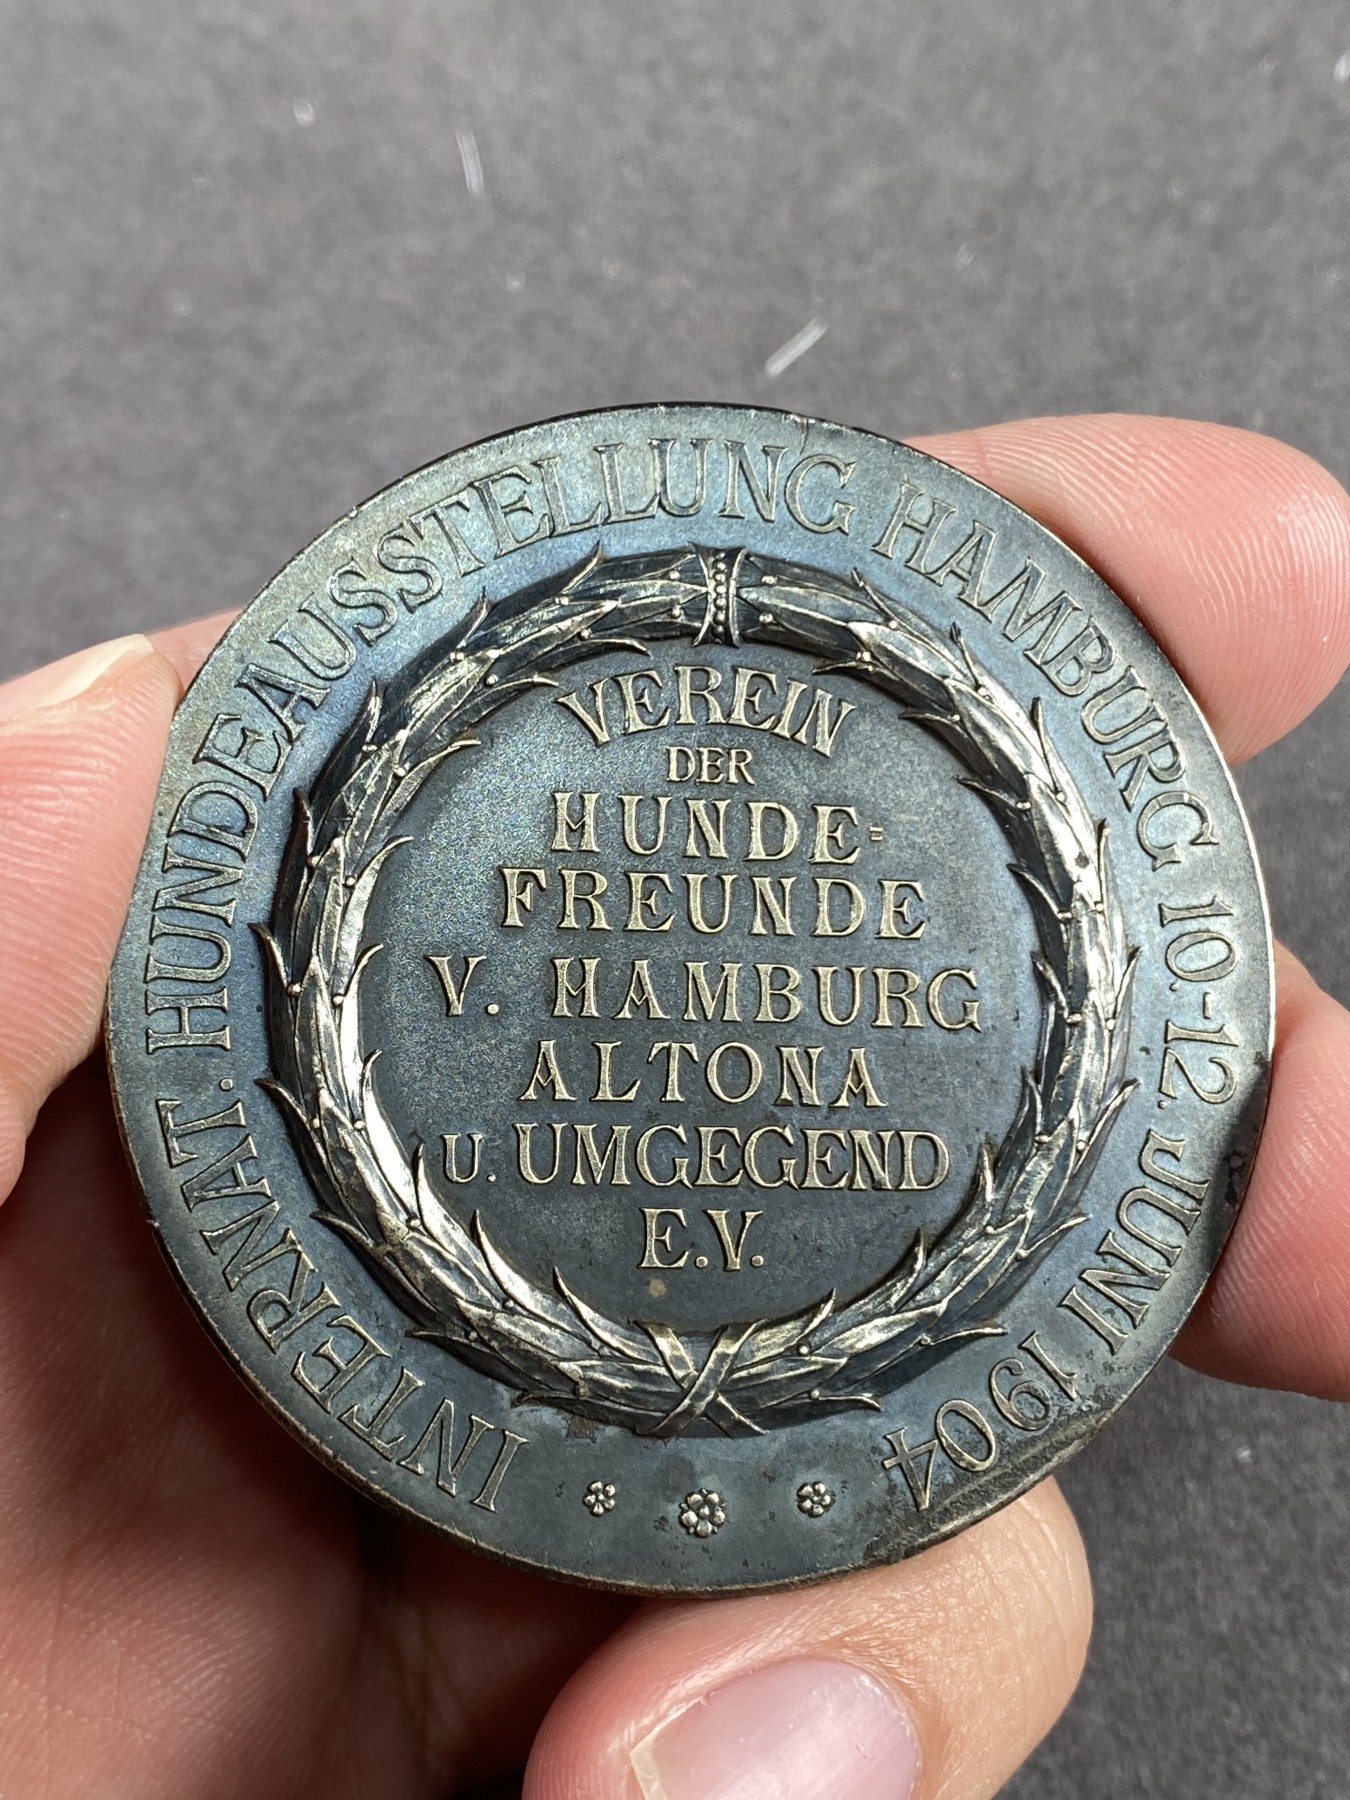 INTERNAT. HUNDEAUSSTELLUNG HAMBURG 10.-12. JUNI 1904
VEREIN
DER
HUNDE=
FREUNDE
V. HAMBURG
ALTONA
U. UMGEGEND
E.V.